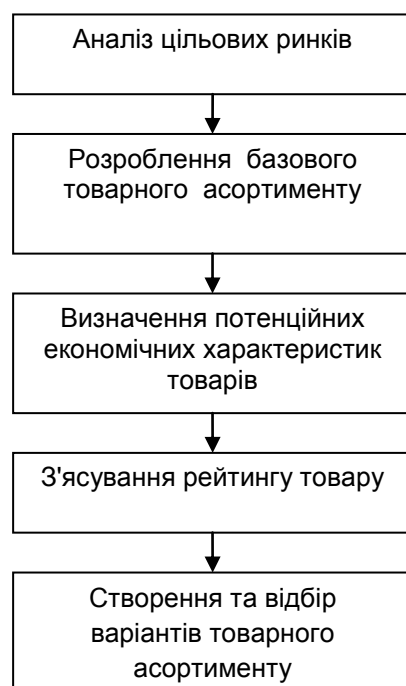 Аналіз цільових ринків
Розроблення базового
товарного асортименту
Визначення потенційних
економічних характеристик
товарів
З'ясування рейтингу товару
Створення та відбір
варіантів товарного
асортименту